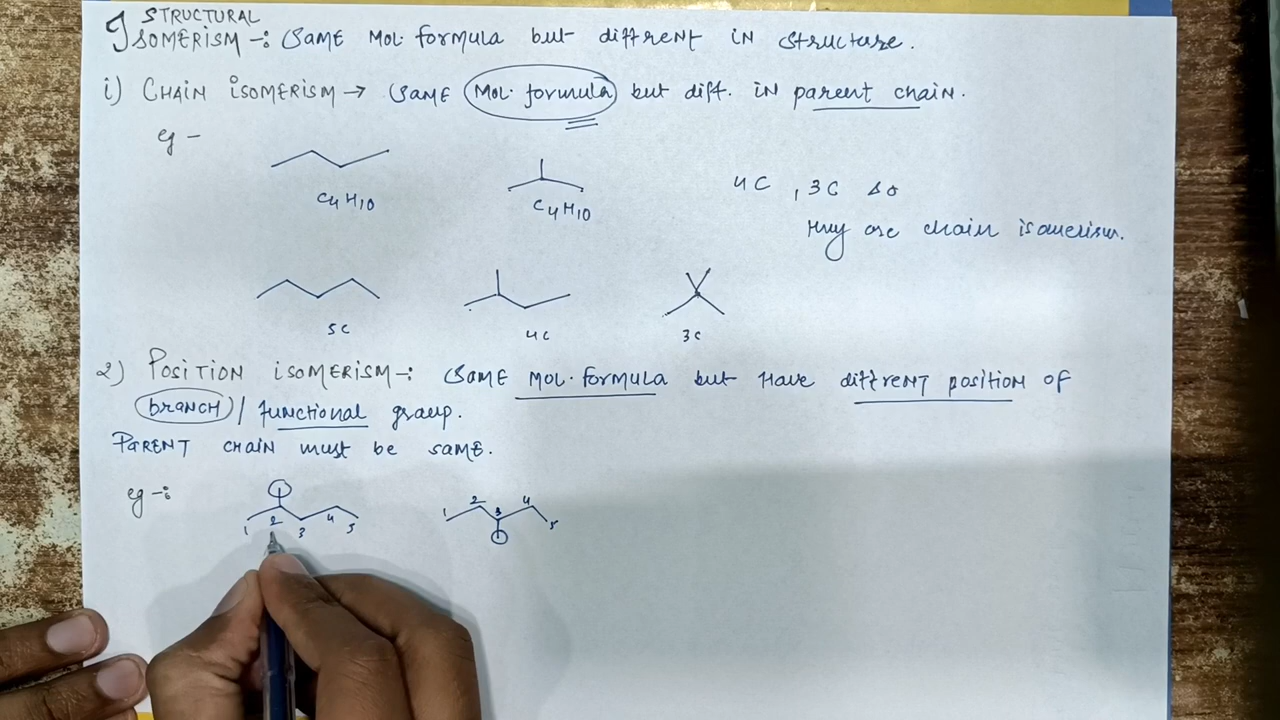 STRUCTURAL
ISOMERISM -: SAME MOL. formula but different IN structure.
i) CHAIN ISOMERISM → SAME MOL. formula but diff. IN parent chain.
eg -
C4H10
C4H10
4C , 3C so
they are chain isomerism.
5C
4C
3C
2) POSITION ISOMERISM -: SAME MOL. formula but Have different position of
branch / functional group.
PARENT chain must be same.
eg -:
1 2 3 4 5
1 2 3 4 5